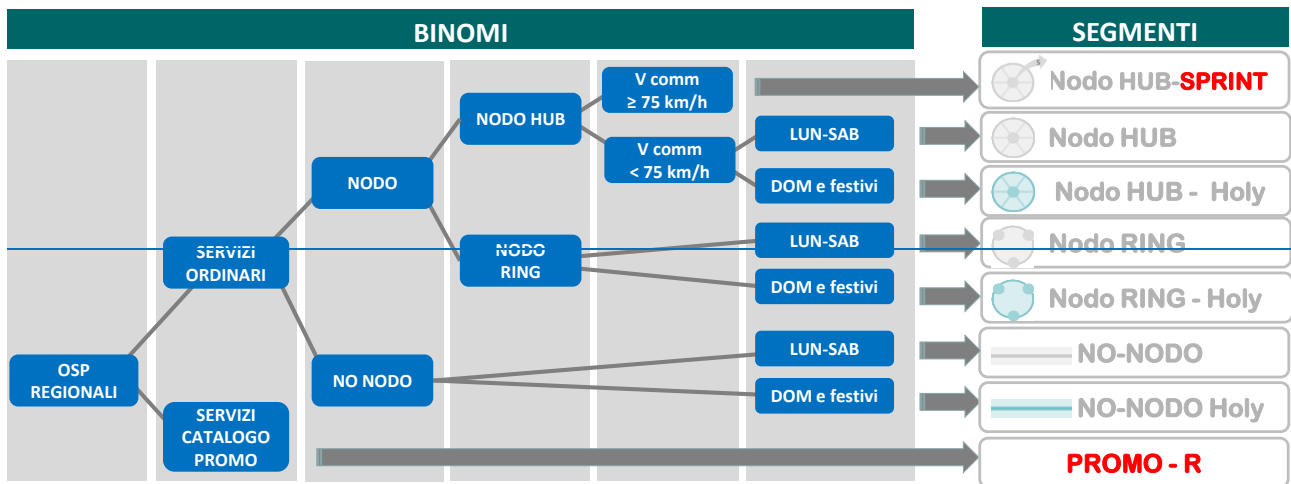 BINOMI
SEGMENTI
V comm
≥ 75 km/h
s
Nodo HUB-SPRINT
NODO HUB
LUN-SAB
Nodo HUB
V comm
< 75 km/h
NODO
DOM e festivi
Nodo HUB - Holy
SERVIZI
ORDINARI
NODO
RING
LUN-SAB
Nodo RING
DOM e festivi
Nodo RING - Holy
LUN-SAB
NO-NODO
OSP
REGIONALI
NO NODO
DOM e festivi
NO-NODO Holy
SERVIZI
CATALOGO
PROMO
PROMO - R